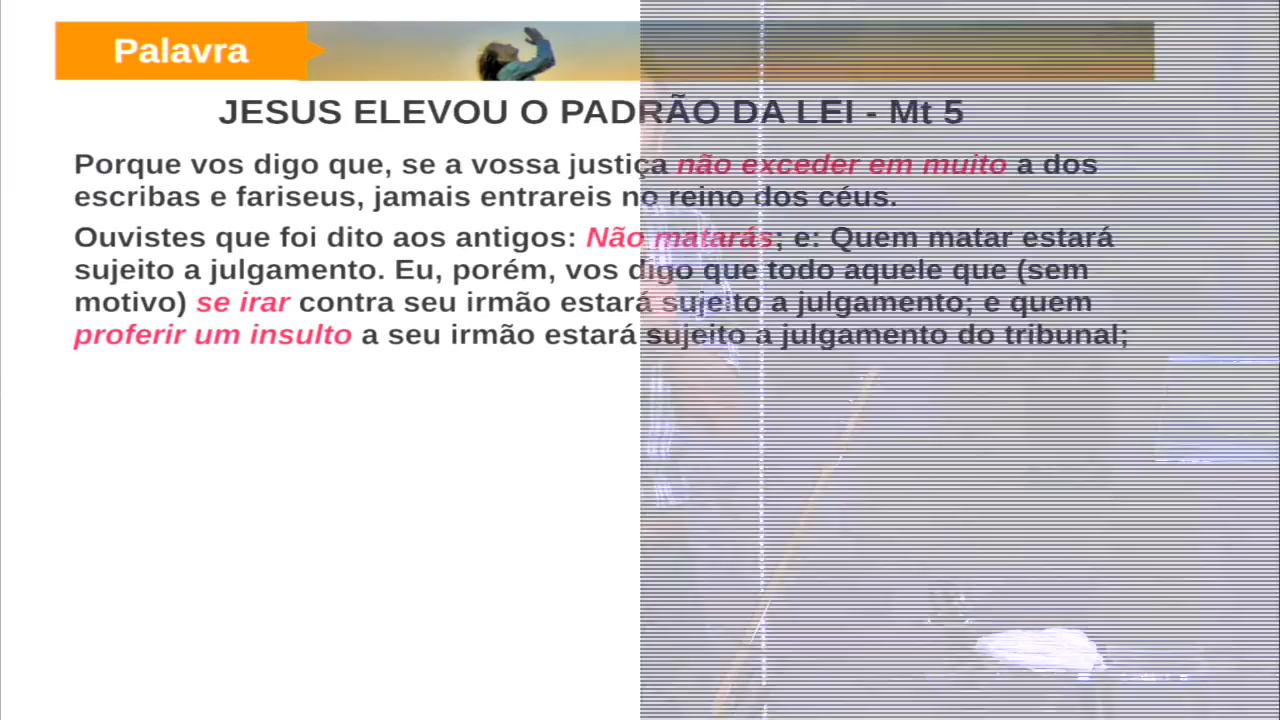 Palavra
JESUS ELEVOU O PADRÃO DA LEI - Mt 5
Porque vos digo que, se a vossa justiça não exceder em muito a dos
escribas e fariseus, jamais entrareis no reino dos céus.
Ouvistes que foi dito aos antigos: Não matarás; e: Quem matar estará
sujeito a julgamento. Eu, porém, vos digo que todo aquele que (sem
motivo) se irar contra seu irmão estará sujeito a julgamento; e quem
proferir um insulto a seu irmão estará sujeito a julgamento do tribunal;